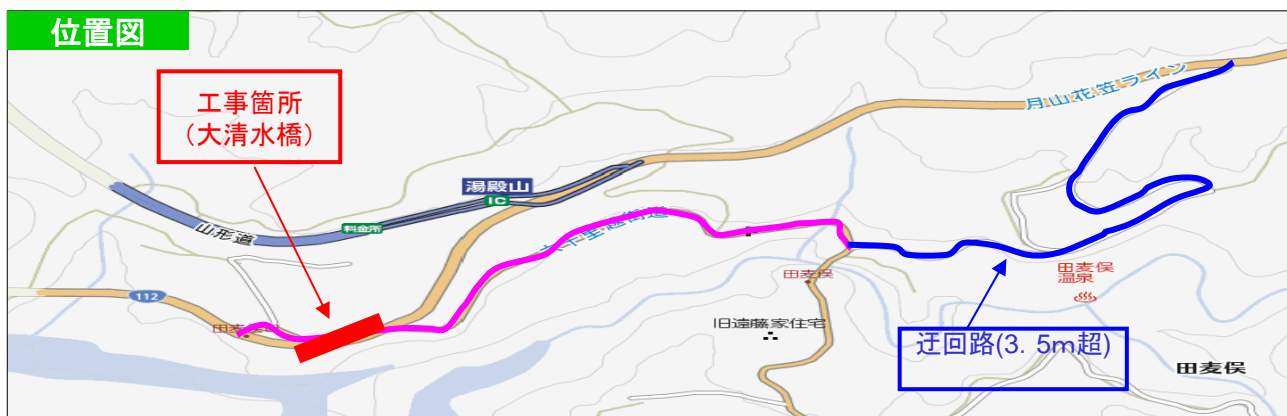 位置図
工事箇所
(大清水橋)
月山花笠ライン
湯殿山
IC
料金所
山形道
六十里越街道
112
田麦俣
田麦俣
温泉
旧遠藤家住宅
迂回路(3. 5m超)
田麦俣